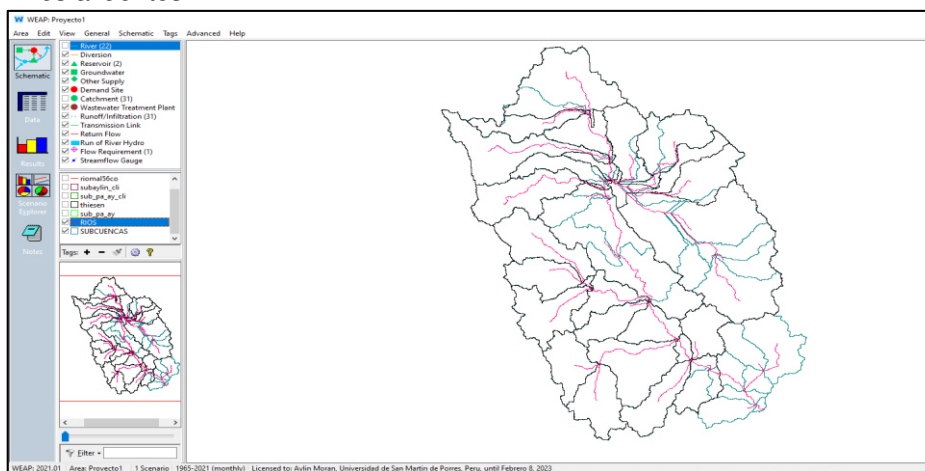 WEAP: Proyecto1
Area Edit View General Schematic Tags Advanced Help
Schematic
Data
Results
Scenario
Explorer
Notes
River (22)
Diversion
Reservoir (2)
Groundwater
Other Supply
Demand Site
Catchment (31)
Wastewater Treatment Plant
Runoff/Infiltration (31)
Transmission Link
Return Flow
Run of River Hydro
Flow Requirement (1)
Streamflow Gauge
riomal56co
subaylin_cli
sub_pa_ay_cli
thiesen
sub_pa_ay
RIOS
SUBCUENCAS
Tags:
Filter
WEAP: 2021.01 Area: Proyecto1 1 Scenario 1965-2021 (monthly) Licensed to: Aylin Moran, Universidad de San Martin de Porres, Peru, until February 8, 2023